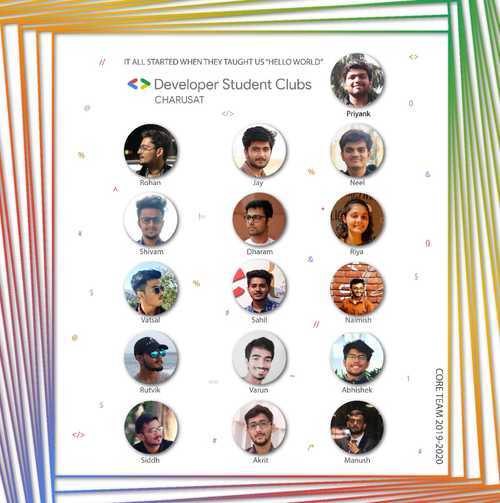 IT ALL STARTED WHEN THEY TAUGHT US "HELLO WORLD"
<> Developer Student Clubs
CHARUSAT
Priyank
Rohan
Jay
Neel
Shivam
Dharam
Riya
Vatsal
Sahil
Naimish
Rutvik
Varun
Abhishek
Siddh
Akrit
Manush
CORE TEAM 2019-2020